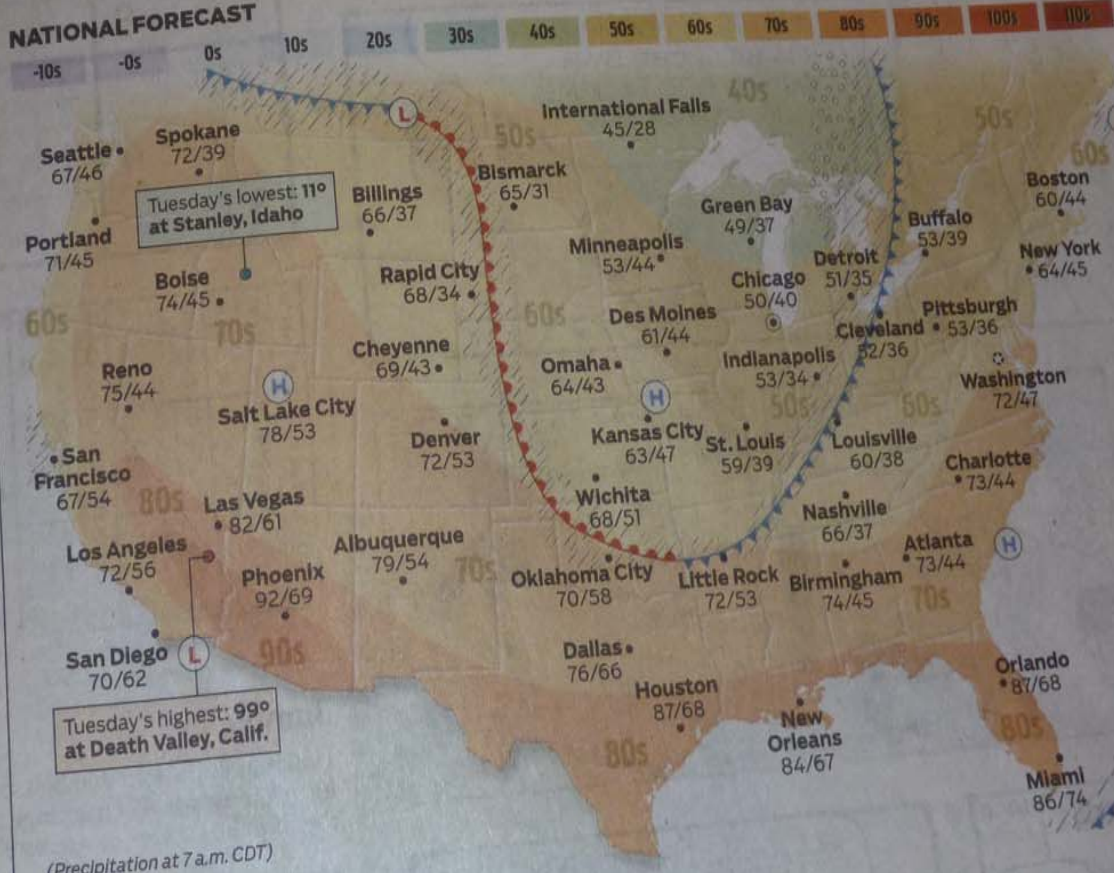 NATIONAL FORECAST
-10s
-0s
0s
10s
20s
30s
40s
50s
60s
70s
80s
90s
100s
110s
L
International Falls
45/28
40s
50s
50s
60s
Seattle
67/46
Spokane
72/39
Tuesday's lowest: 11°
at Stanley, Idaho
Billings
66/37
Bismarck
65/31
Green Bay
49/37
Buffalo
53/39
Boston
60/44
Portland
71/45
Boise
74/45
Rapid City
68/34
Minneapolis
53/44
Chicago
50/40
Detroit
51/35
New York
64/45
60s
70s
60s
Des Moines
61/44
Cleveland
52/36
Pittsburgh
53/36
Reno
75/44
H
Salt Lake City
78/53
Cheyenne
69/43
Omaha
64/43
Indianapolis
53/34
Washington
72/47
H
50s
60s
Denver
72/53
Kansas City
63/47
St. Louis
59/39
Louisville
60/38
San
Francisco
67/54
80s
Las Vegas
82/61
Wichita
68/51
Nashville
66/37
Charlotte
73/44
Los Angeles
72/56
Phoenix
92/69
Albuquerque
79/54
70s
Oklahoma City
70/58
Little Rock
72/53
Birmingham
74/45
Atlanta
73/44
H
70s
San Diego
70/62
L
90s
Dallas
76/66
Houston
87/68
80s
New
Orleans
84/67
Orlando
87/68
80s
Miami
86/74
Tuesday's highest: 99°
at Death Valley, Calif.
(Precipitation at 7 a.m. CDT)